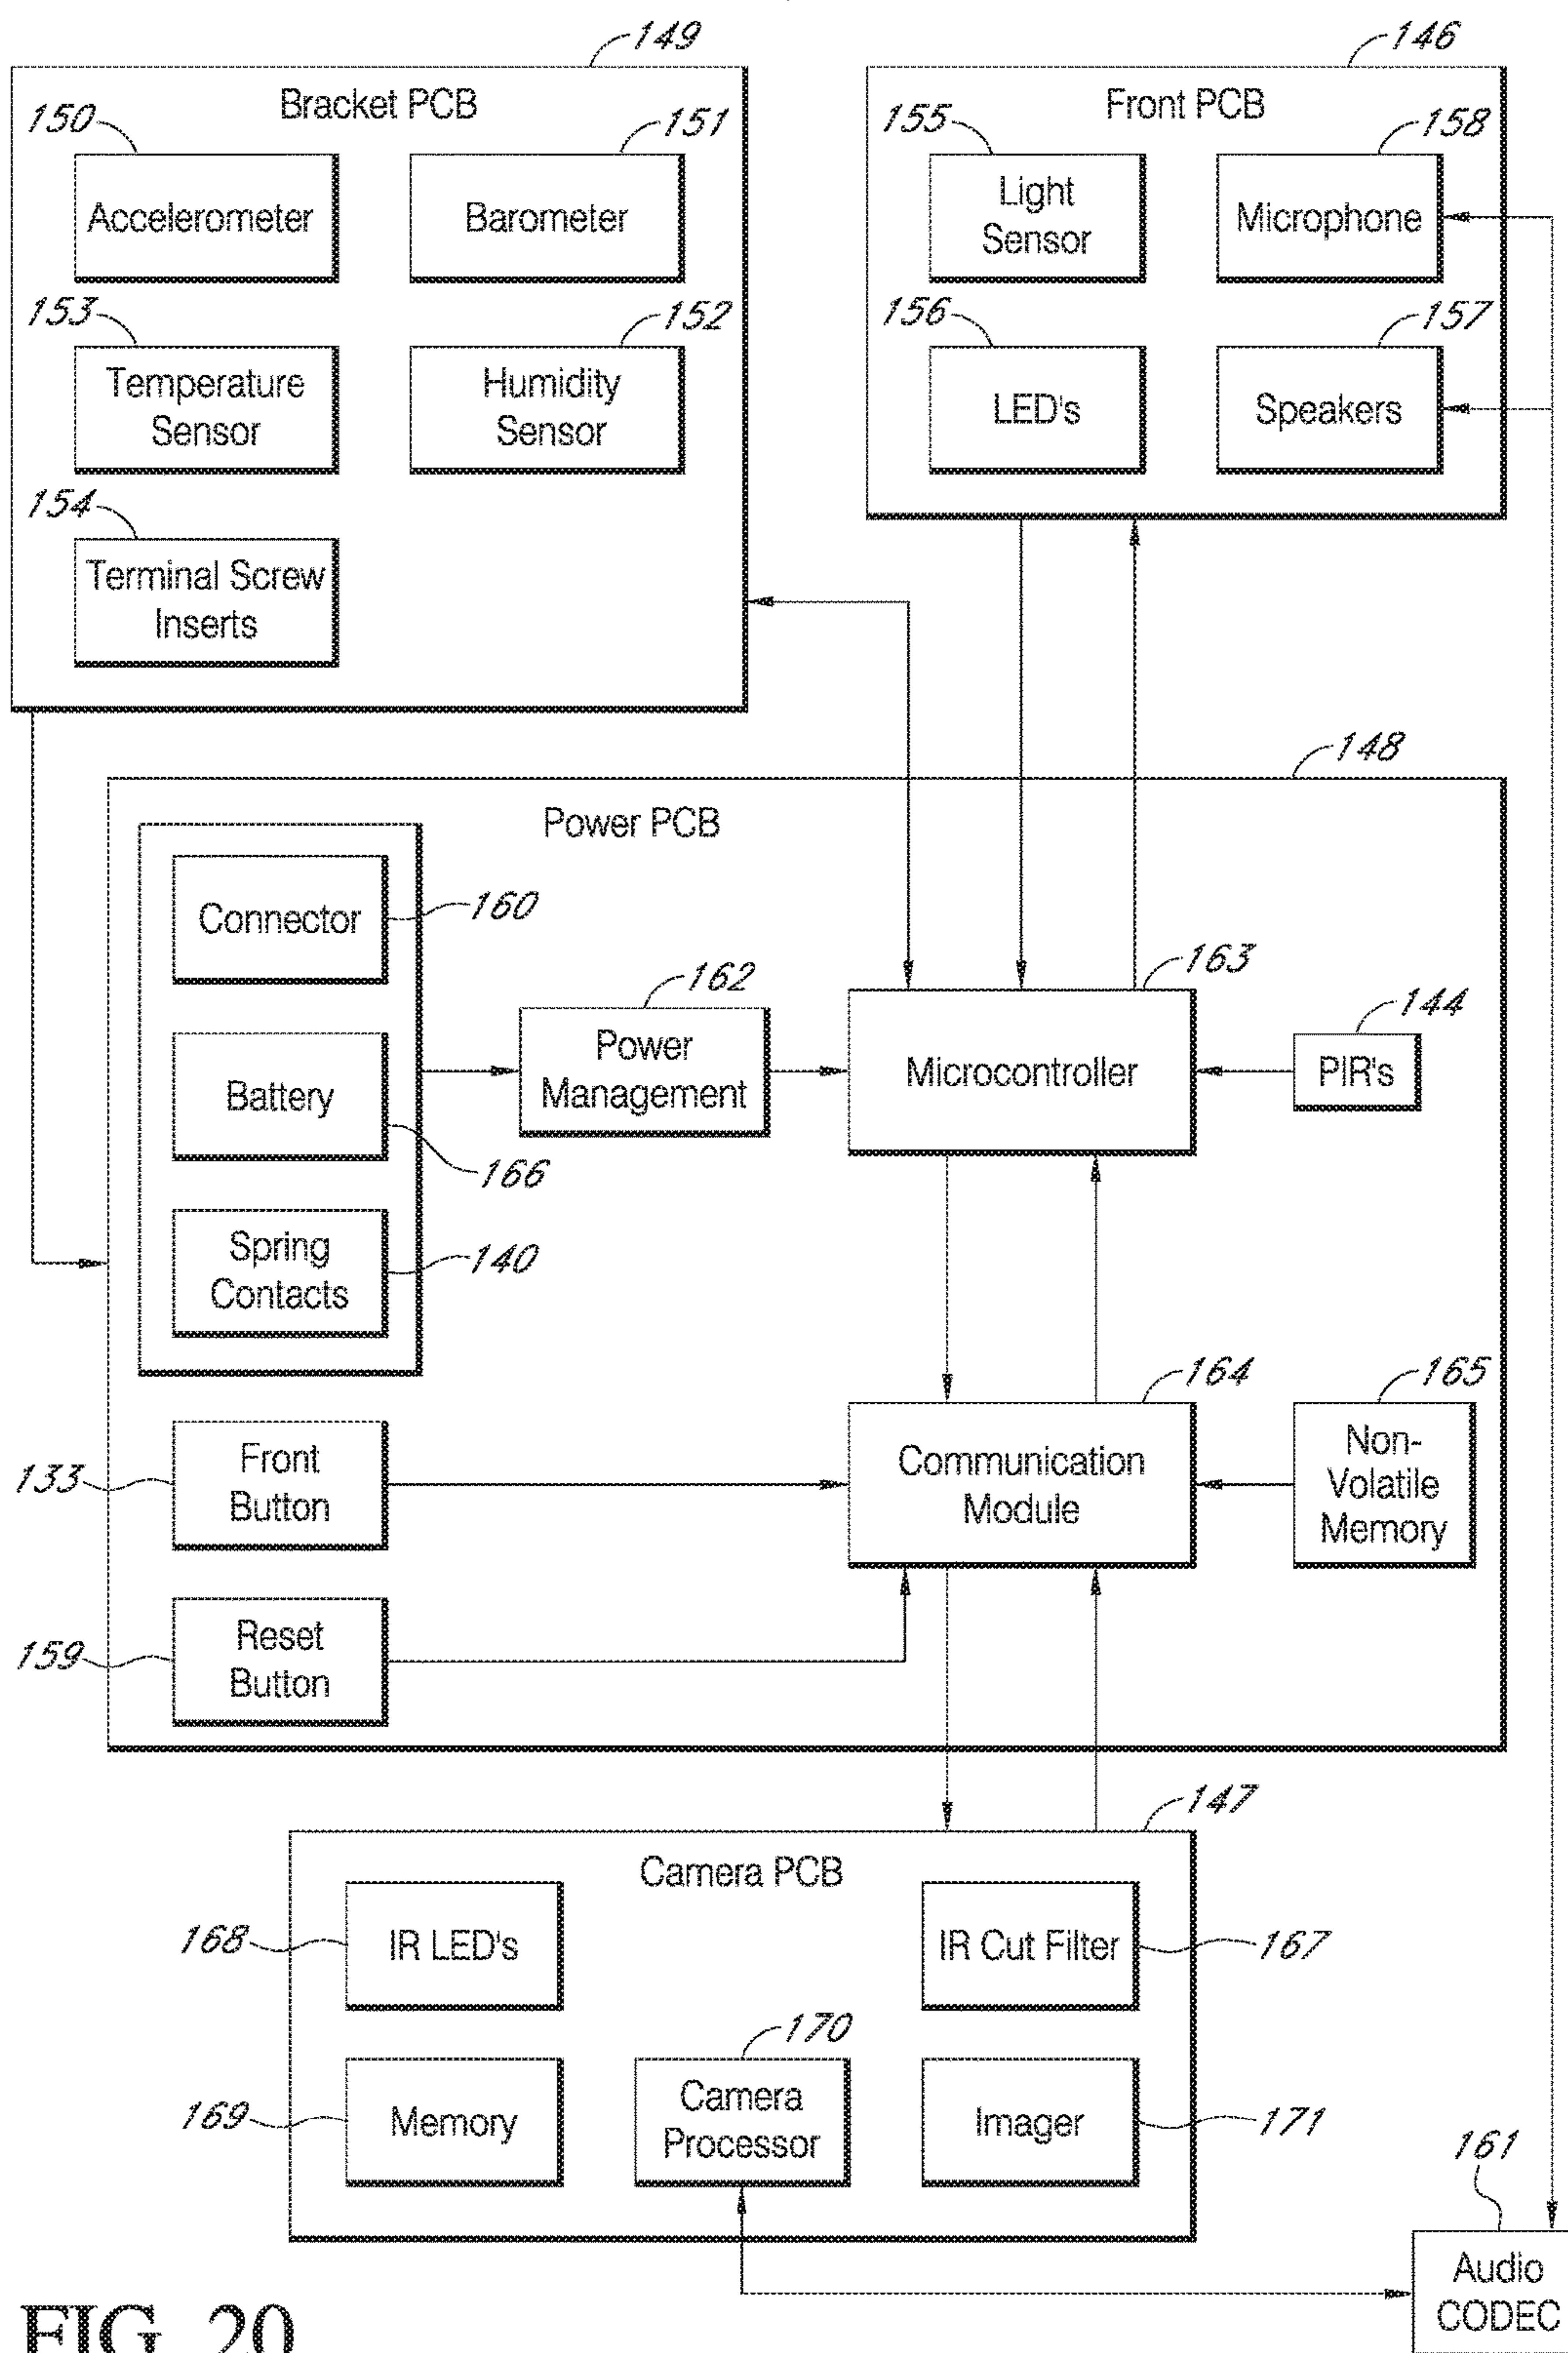 149
Bracket PCB
150
Accelerometer
151
Barometer
153
Temperature
Sensor
152
Humidity
Sensor
154
Terminal Screw
Inserts
146
Front PCB
155
Light
Sensor
158
Microphone
156
LED's
157
Speakers
148
Power PCB
Connector
160
Battery
166
Spring
Contacts
140
162
Power
Management
163
Microcontroller
144
PIR's
133
Front
Button
164
Communication
Module
165
Non-
Volatile
Memory
159
Reset
Button
147
Camera PCB
168
IR LED's
IR Cut Filter
167
169
Memory
170
Camera
Processor
Imager
171
161
Audio
CODEC
FIG. 20